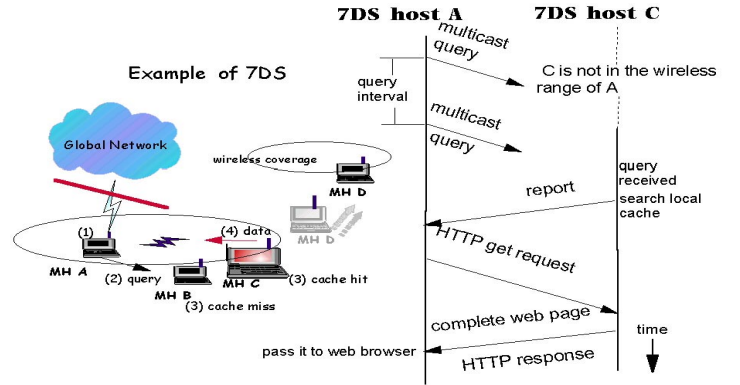 7DS host A
7DS host C
Example of 7DS
Global Network
wireless coverage
MH D
MH D
(1)
MH A
(2) query
MH B
(3) cache miss
(4) data
MH C
(3) cache hit
multicast
query
query
interval
multicast
query
C is not in the wireless
range of A
query
received
search local
cache
report
HTTP get request
complete web page
pass it to web browser
HTTP response
time